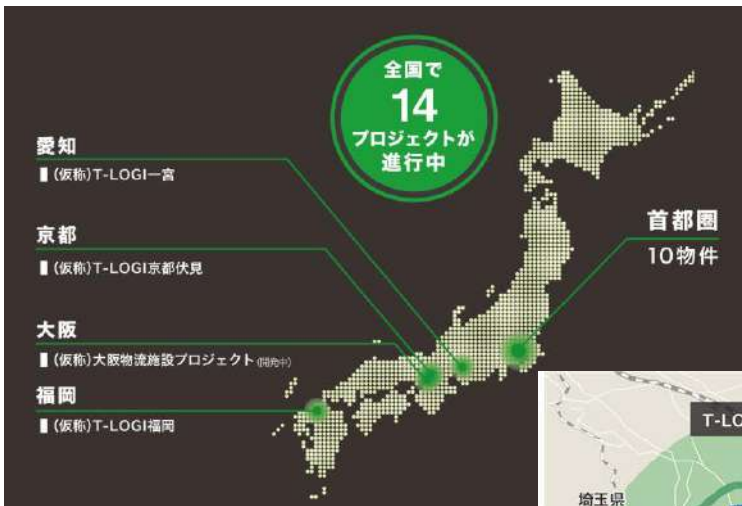 全国で
14
プロジェクトが
進行中
愛知
(仮称)T-LOGI一宮
京都
(仮称)T-LOGI京都伏見
大阪
(仮称)大阪物流施設プロジェクト(開発中)
福岡
(仮称)T-LOGI福岡
首都圏
10物件
T-LO
埼玉県